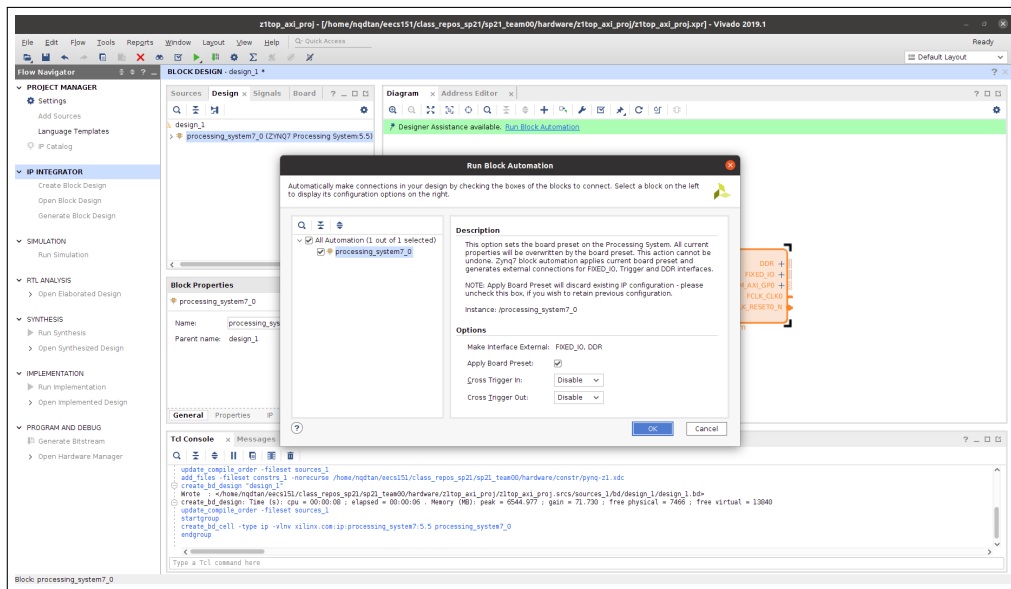 z1top_axi_proj - [/home/nqdtan/eecs151/class_repos_sp21/sp21_team00/hardware/z1top_axi_proj/z1top_axi_proj.xpr] - Vivado 2019.1
File Edit Flow Tools Reports Window Layout View Help Quick Access Ready
Default Layout
Flow Navigator
PROJECT MANAGER
Settings
Add Sources
Language Templates
IP Catalog
IP INTEGRATOR
Create Block Design
Open Block Design
Generate Block Design
SIMULATION
Run Simulation
RTL ANALYSIS
Open Elaborated Design
SYNTHESIS
Run Synthesis
Open Synthesized Design
IMPLEMENTATION
Run Implementation
Open Implemented Design
PROGRAM AND DEBUG
Generate Bitstream
Open Hardware Manager
BLOCK DESIGN - design_1 *
Sources Design Signals Board
design_1
processing_system7_0 (ZYNQ7 Processing System:5.5)
Block Properties
processing_system7_0
Name: processing_sys
Parent name: design_1
General Properties IP
Diagram Address Editor
Designer Assistance available. Run Block Automation
DDR
FIXED_IO
M_AXI_GP0
FCLK_CLK0
K_RESET0_N
Run Block Automation
Automatically make connections in your design by checking the boxes of the blocks to connect. Select a block on the left
to display its configuration options on the right.
All Automation (1 out of 1 selected)
processing_system7_0
Description
This option sets the board preset on the Processing System. All current
properties will be overwritten by the board preset. This action cannot be
undone. Zynq7 block automation applies current board preset and
generates external connections for FIXED_IO, Trigger and DDR interfaces.
NOTE: Apply Board Preset will discard existing IP configuration - please
uncheck this box, if you wish to retain previous configuration.
Instance: /processing_system7_0
Options
Make Interface External: FIXED_IO, DDR
Apply Board Preset:
Cross Trigger In: Disable
Cross Trigger Out: Disable
OK Cancel
Tcl Console Messages
update_compile_order -fileset sources_1
add_files -fileset constrs_1 -norecurse /home/nqdtan/eecs151/class_repos_sp21/sp21_team00/hardware/constr/pynq-z1.xdc
create_bd_design "design_1"
Wrote : </home/nqdtan/eecs151/class_repos_sp21/sp21_team00/hardware/z1top_axi_proj/z1top_axi_proj.srcs/sources_1/bd/design_1/design_1.bd>
create_bd_design: Time (s): cpu = 00:00:08 ; elapsed = 00:00:06 . Memory (MB): peak = 6544.977 ; gain = 71.730 ; free physical = 7466 ; free virtual = 13840
update_compile_order -fileset sources_1
startgroup
create_bd_cell -type ip -vlnv xilinx.com:ip:processing_system7:5.5 processing_system7_0
endgroup
Type a Tcl command here
Block: processing_system7_0